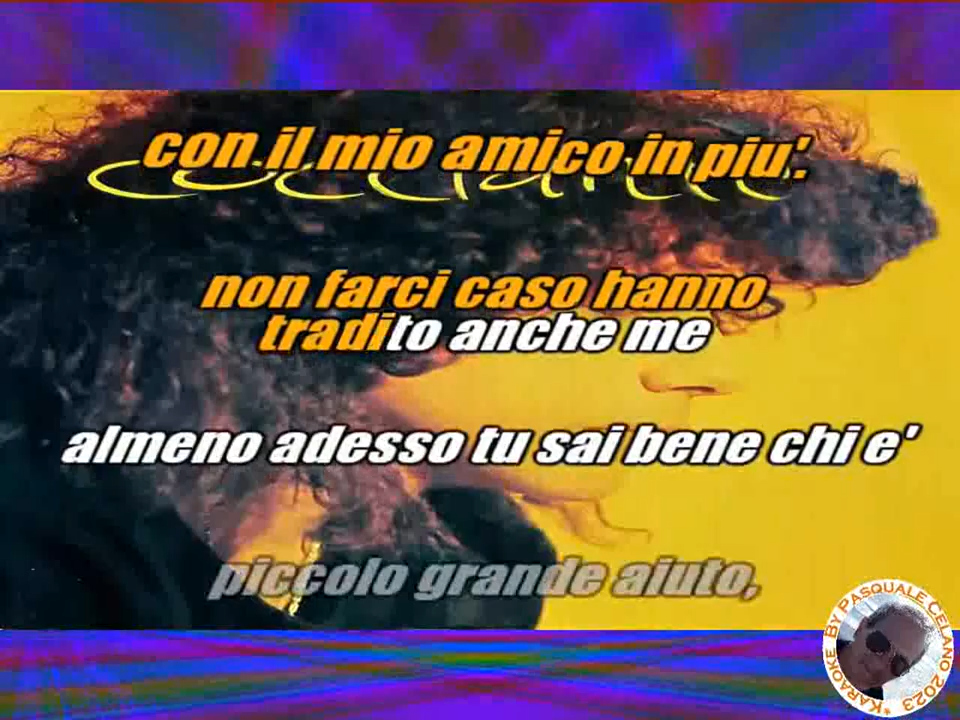 con il mio amico in piu'.
cocciante
non farci caso hanno
tradito anche me
almeno adesso tu sai bene chi e'
piccolo grande aiuto,
*KARAOKE BY PASQUALE CELANO 2023